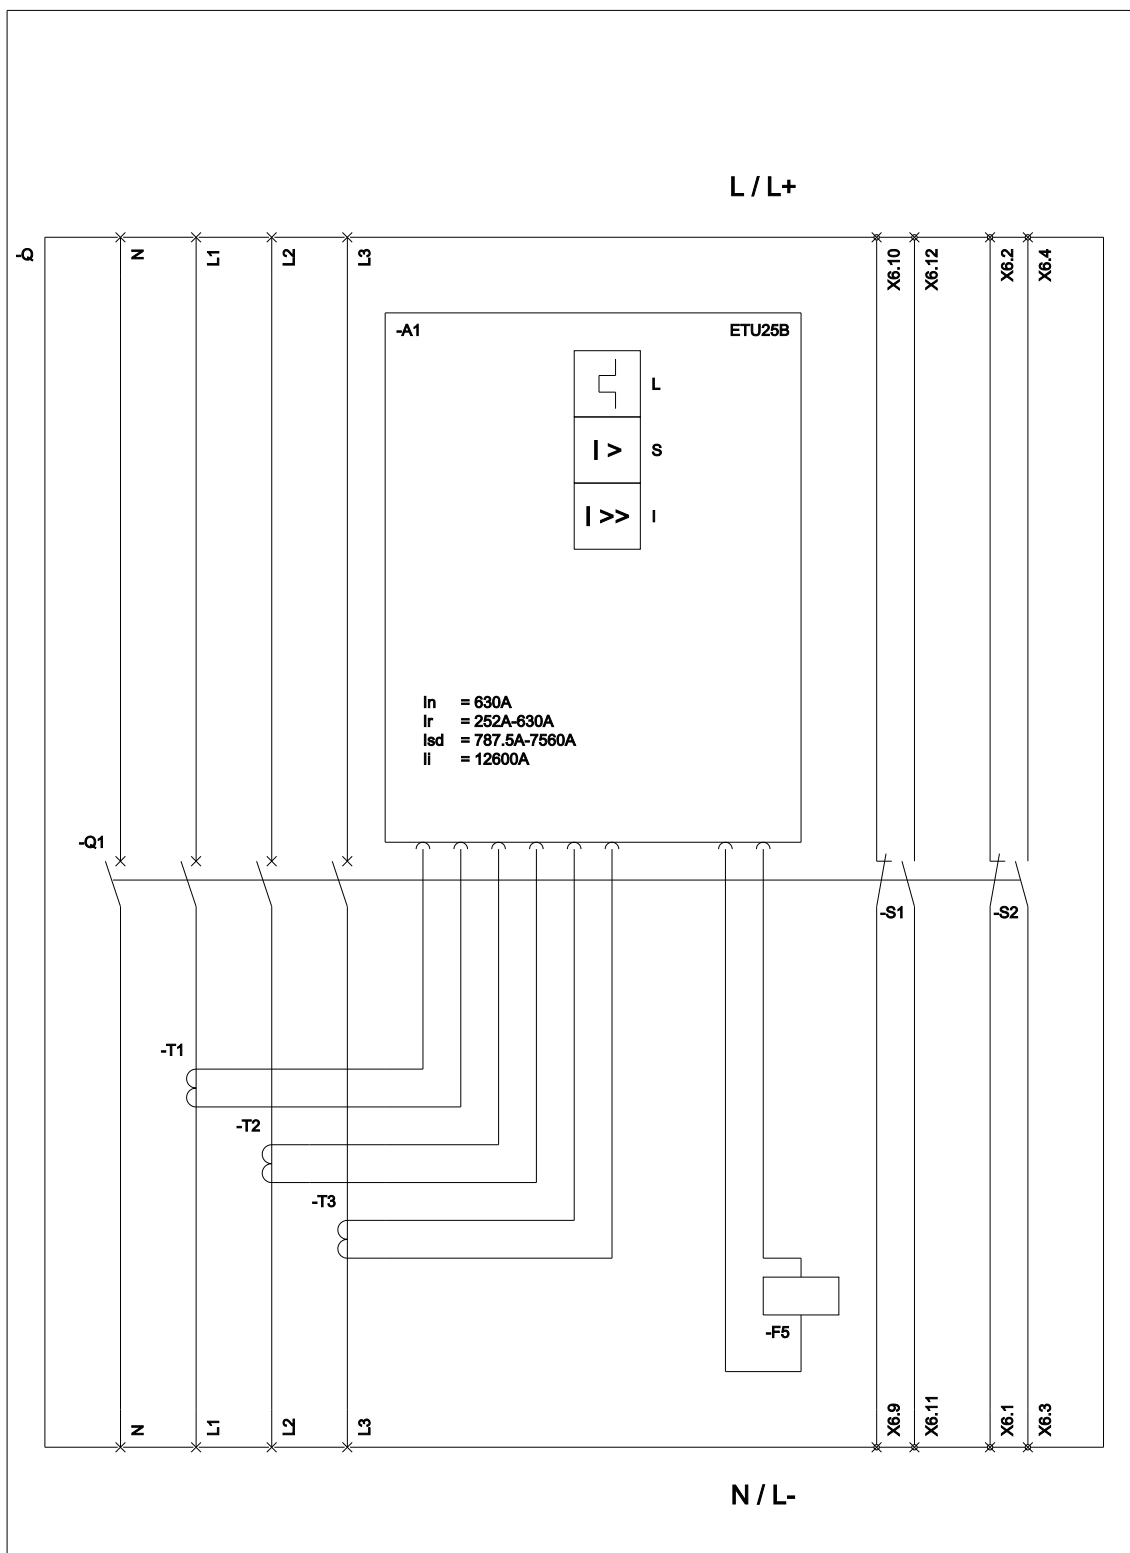 L / L+
-Q
N
L1
L2
L3
X6.10
X6.12
X6.2
X6.4
-A1
ETU25B
L
I >
S
I >>
I
In = 630A
Ir = 252A-630A
Isd = 787.5A-7560A
Ii = 12600A
-Q1
-S1
-S2
-T1
-T2
-T3
-F5
N
L1
L2
L3
X6.9
X6.11
X6.1
X6.3
N / L-